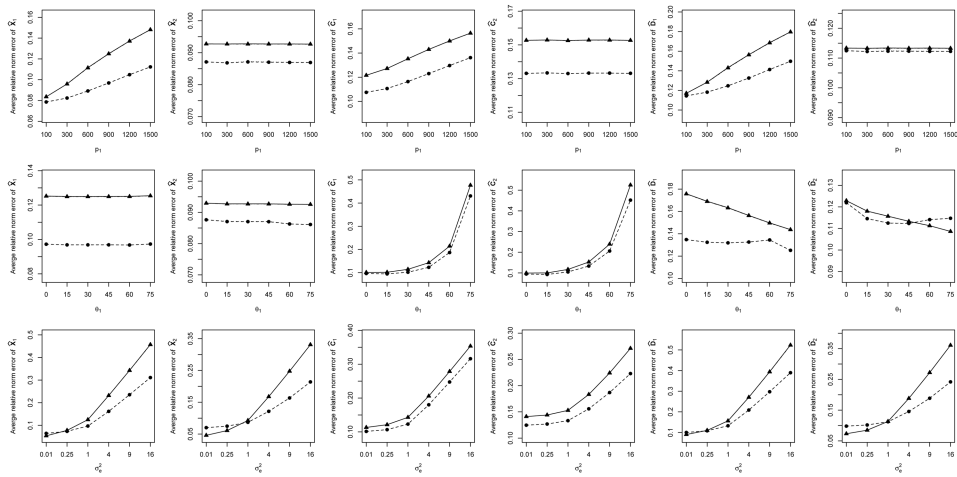 Averge relative norm error of X̂₁
0.06 0.08 0.10 0.12 0.14 0.16
100 300 600 900 1200 1500
p₁
Averge relative norm error of X̂₂
0.070 0.080 0.090 0.100
100 300 600 900 1200 1500
p₁
Averge relative norm error of Ĉ₁
0.10 0.12 0.14 0.16
100 300 600 900 1200 1500
p₁
Averge relative norm error of Ĉ₂
0.11 0.13 0.15 0.17
100 300 600 900 1200 1500
p₁
Averge relative norm error of D̂₁
0.10 0.12 0.14 0.16 0.18 0.20
100 300 600 900 1200 1500
p₁
Averge relative norm error of D̂₂
0.090 0.100 0.110 0.120
100 300 600 900 1200 1500
p₁
Averge relative norm error of X̂₁
0.08 0.10 0.12 0.14
0 15 30 45 60 75
θ₁
Averge relative norm error of X̂₂
0.070 0.080 0.090 0.100
0 15 30 45 60 75
θ₁
Averge relative norm error of Ĉ₁
0.1 0.2 0.3 0.4 0.5
0 15 30 45 60 75
θ₁
Averge relative norm error of Ĉ₂
0.1 0.2 0.3 0.4 0.5
0 15 30 45 60 75
θ₁
Averge relative norm error of D̂₁
0.10 0.12 0.14 0.16 0.18
0 15 30 45 60 75
θ₁
Averge relative norm error of D̂₂
0.09 0.10 0.11 0.12 0.13
0 15 30 45 60 75
θ₁
Averge relative norm error of X̂₁
0.1 0.2 0.3 0.4 0.5
0.01 0.25 1 4 9 16
σₑ²
Averge relative norm error of X̂₂
0.05 0.15 0.25 0.35
0.01 0.25 1 4 9 16
σₑ²
Averge relative norm error of Ĉ₁
0.10 0.20 0.30 0.40
0.01 0.25 1 4 9 16
σₑ²
Averge relative norm error of Ĉ₂
0.10 0.15 0.20 0.25 0.30
0.01 0.25 1 4 9 16
σₑ²
Averge relative norm error of D̂₁
0.1 0.2 0.3 0.4 0.5
0.01 0.25 1 4 9 16
σₑ²
Averge relative norm error of D̂₂
0.05 0.15 0.25 0.35
0.01 0.25 1 4 9 16
σₑ²